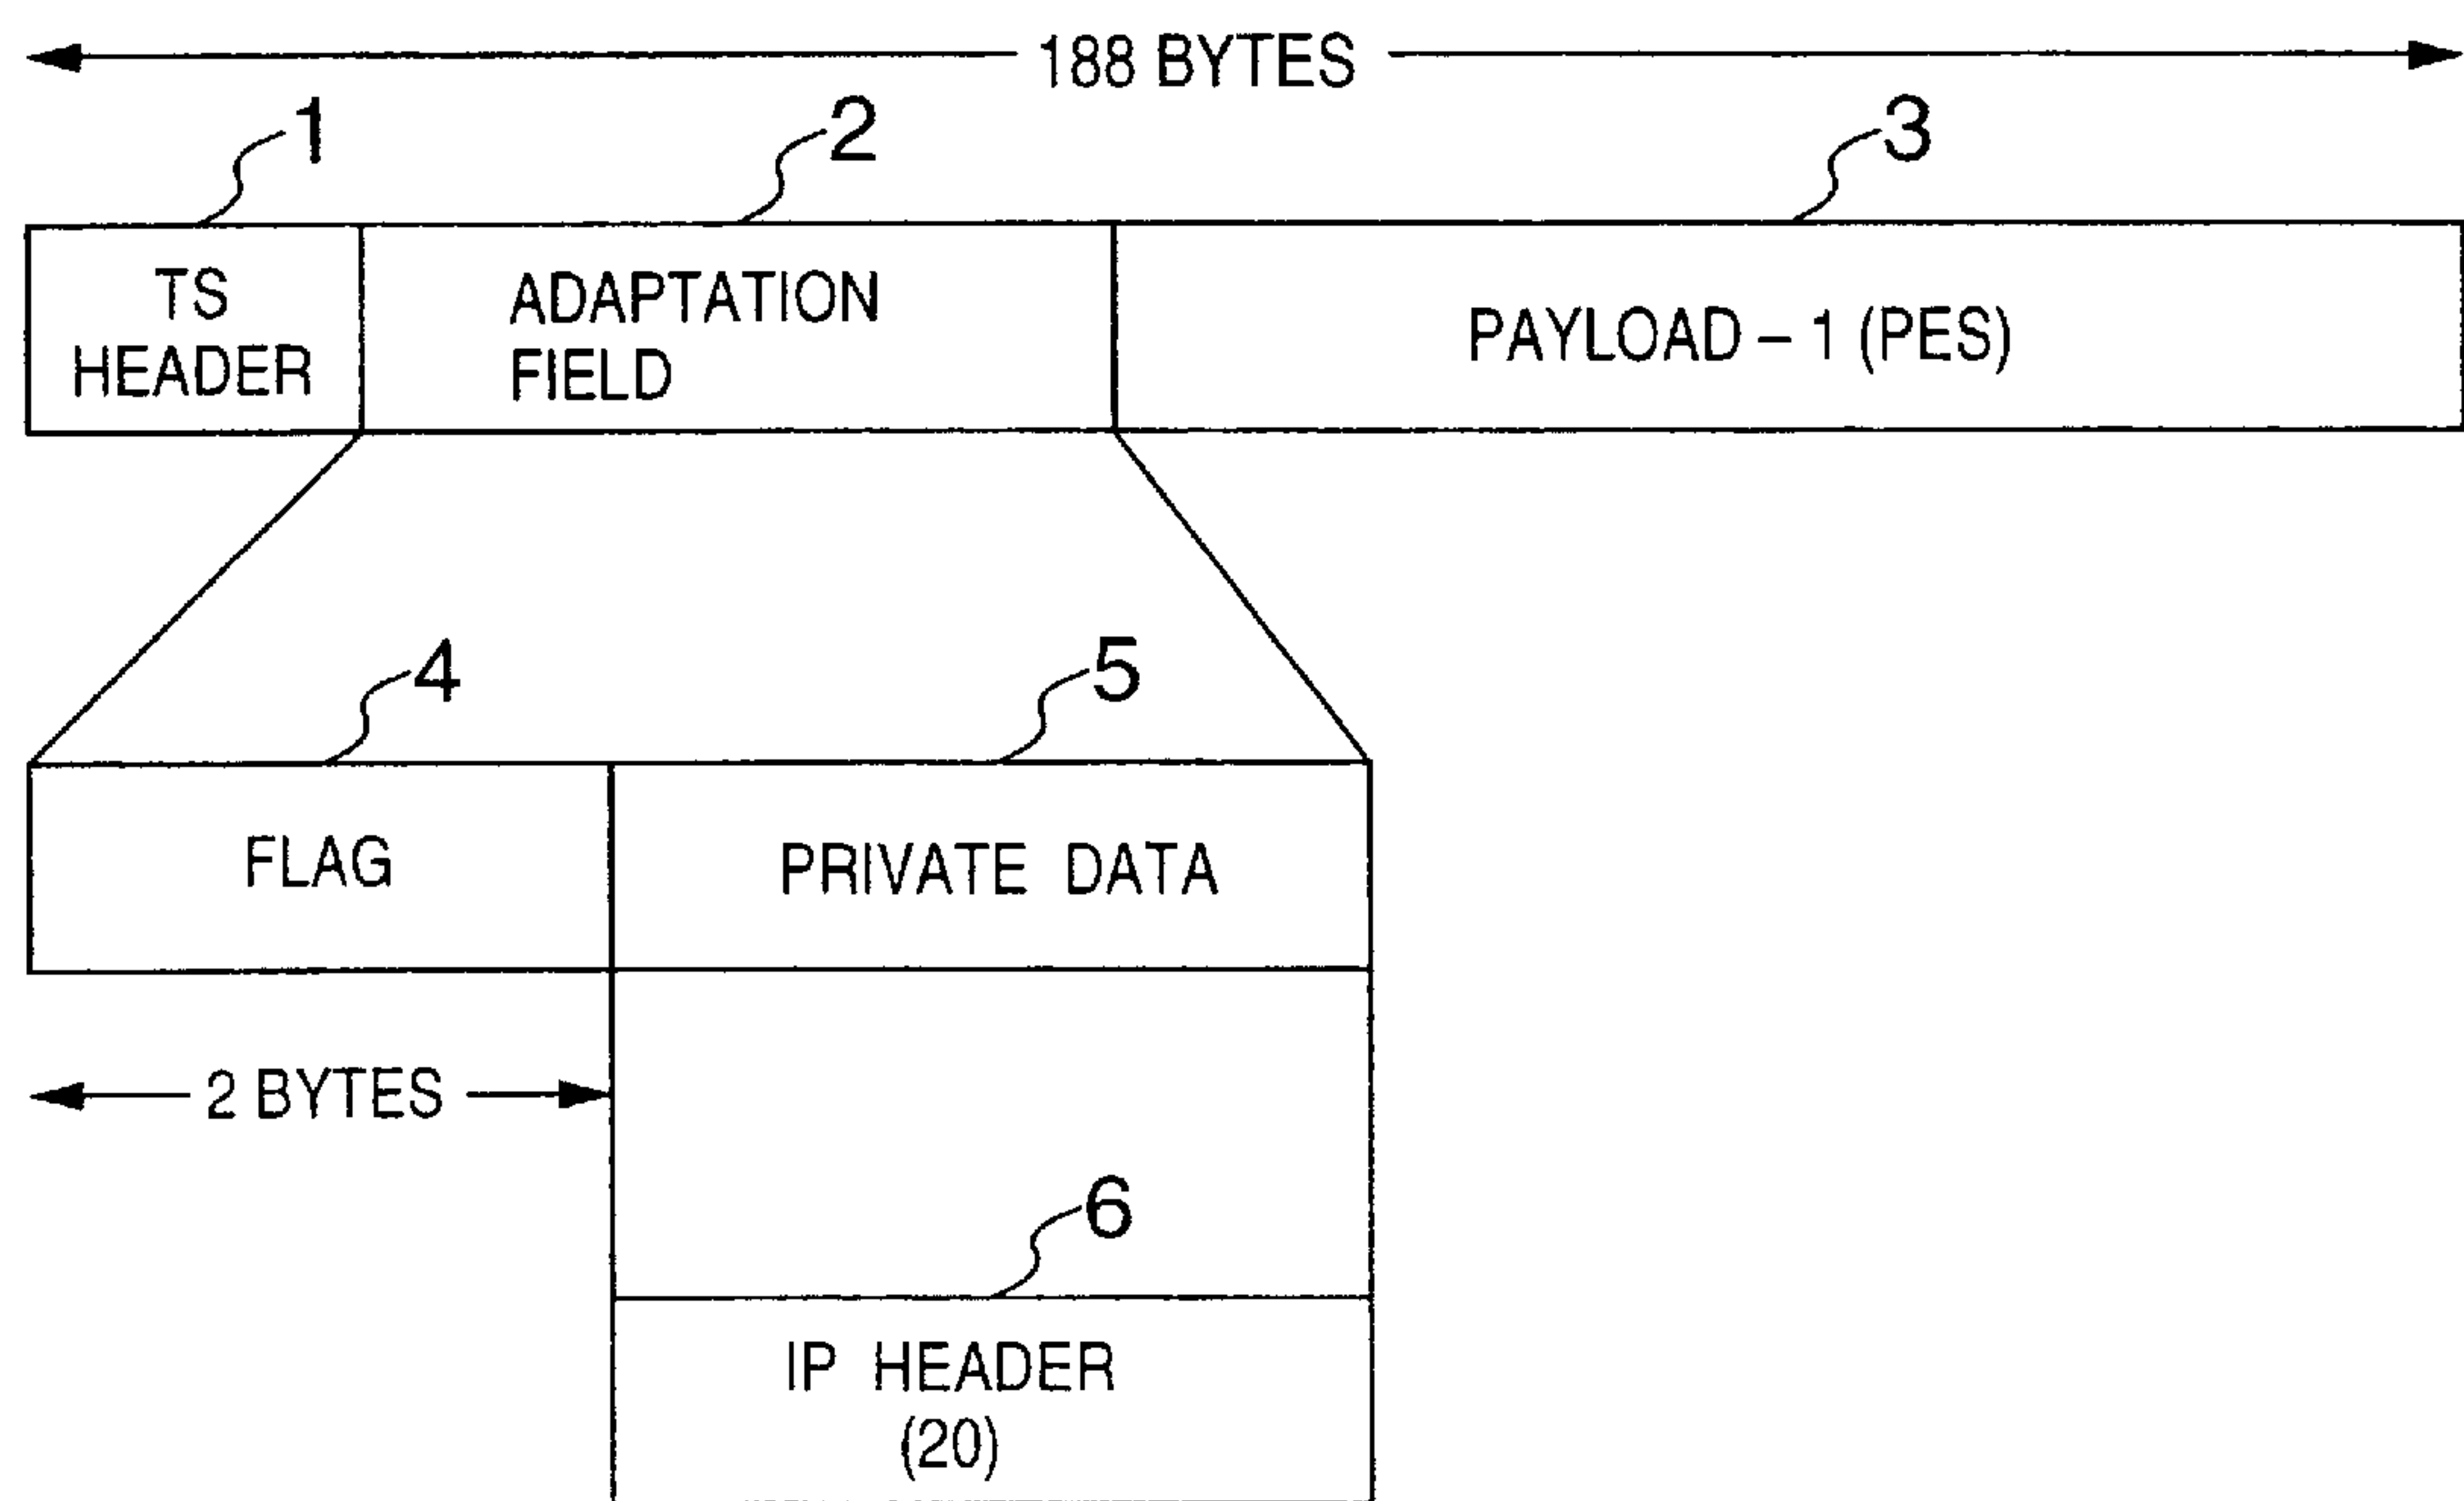 188 BYTES
1
2
3
TS
HEADER
ADAPTATION
FIELD
PAYLOAD – 1 (PES)
4
5
FLAG
PRIVATE DATA
2 BYTES
6
IP HEADER
(20)